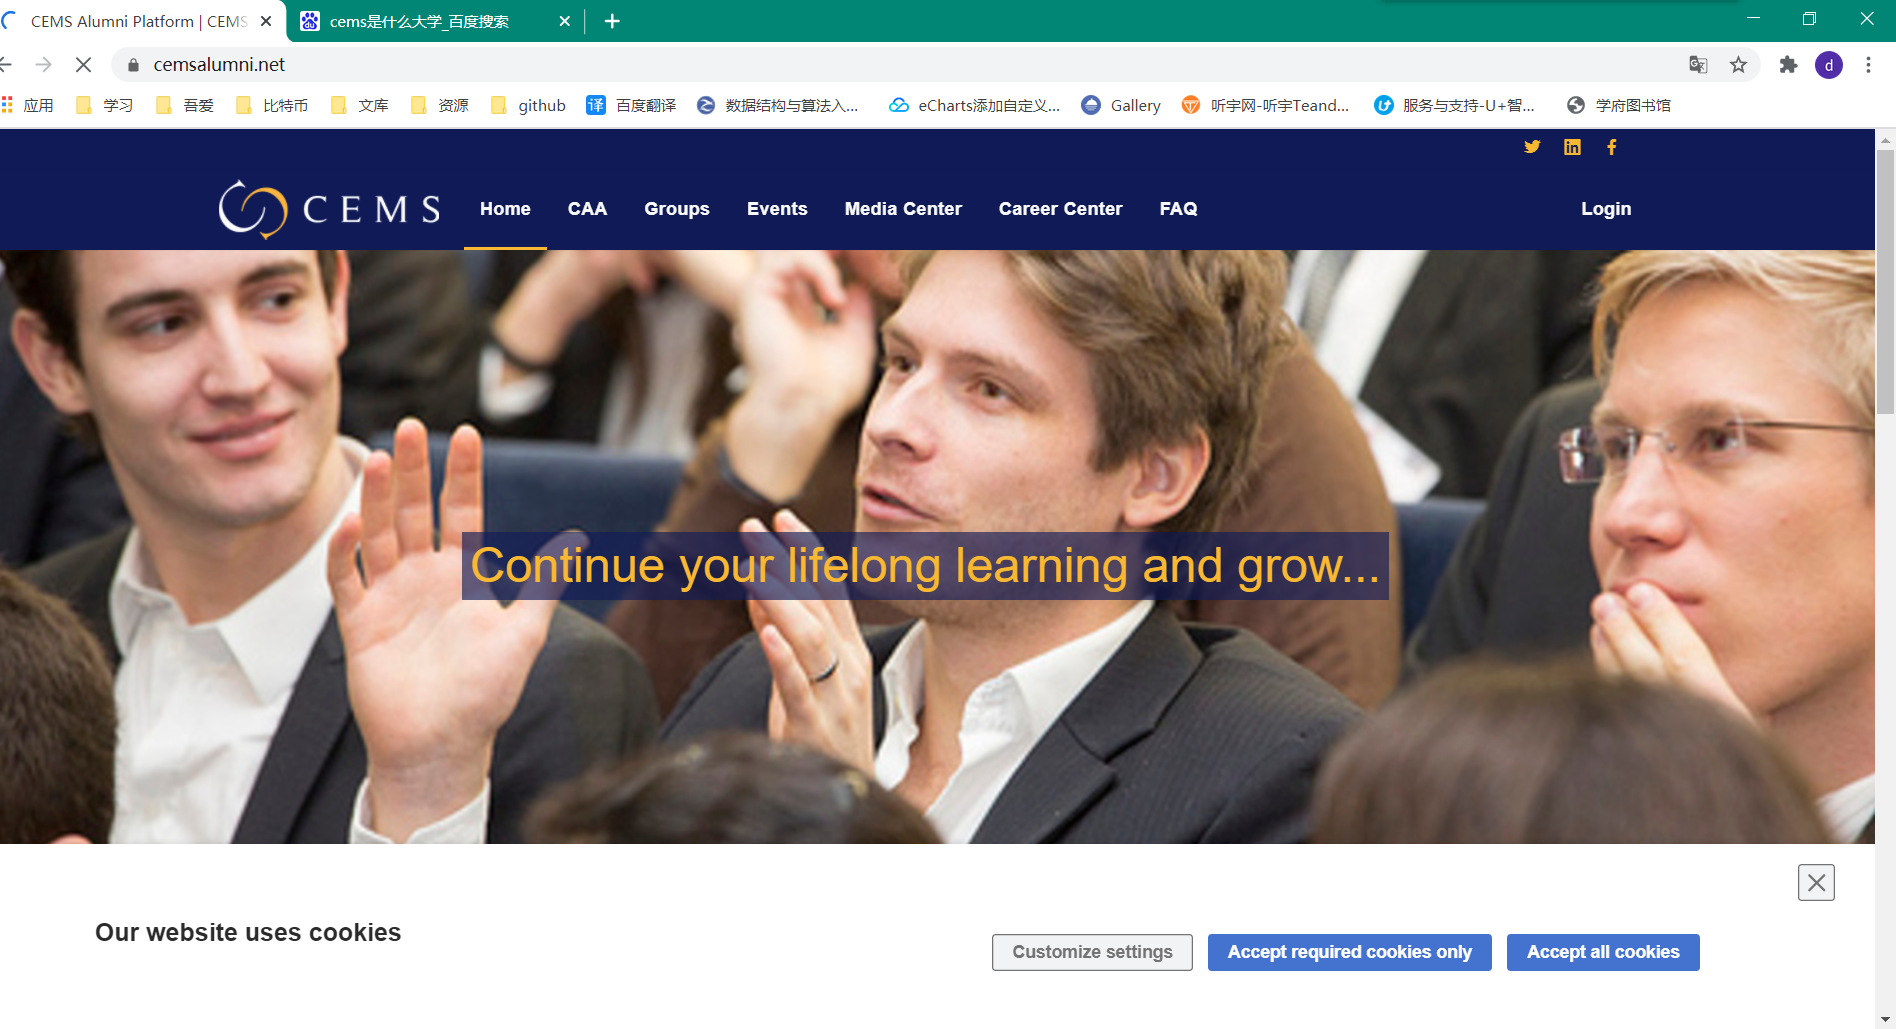 CEMS Alumni Platform | CEMS
cems是什么大学_百度搜索
cemsalumni.net
d
应用 学习 吾爱 比特币 文库 资源 github 译 百度翻译 数据结构与算法入... eCharts添加自定义... Gallery 听宇网-听宇Teand... 服务与支持-U+智... 学府图书馆
CEMS Home CAA Groups Events Media Center Career Center FAQ Login
Continue your lifelong learning and grow...
Our website uses cookies
Customize settings Accept required cookies only Accept all cookies